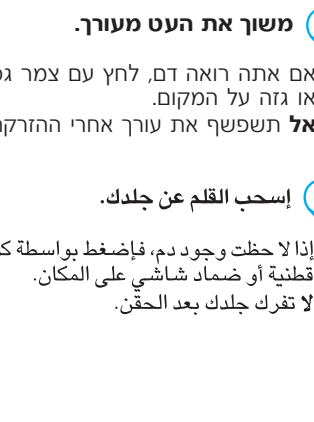 משוך את העט מעורך.
אם אתה רואה דם, לחץ עם צמר
או גזה על המקום.
אל תשפשף את עורך אחרי
إسحب القلم عن جلدك.
إذا لا حظت وجود دم، فإضغط بواسطة
قطنية أو ضماد شاشي على المكان.
لا تفرك جلدك بعد الحقن.